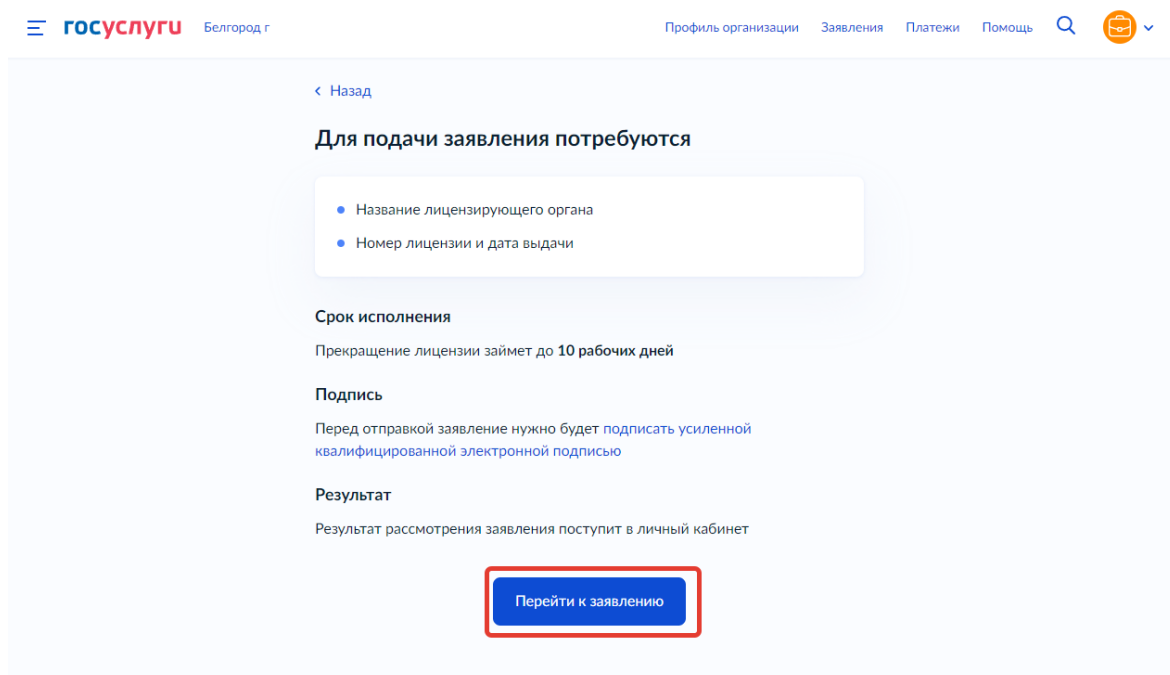 госуслуги Белгород г Профиль организации Заявления Платежи Помощь
Назад
Для подачи заявления потребуются
Название лицензирующего органа
Номер лицензии и дата выдачи
Срок исполнения
Прекращение лицензии займет до 10 рабочих дней
Подпись
Перед отправкой заявление нужно будет подписать усиленной
квалифицированной электронной подписью
Результат
Результат рассмотрения заявления поступит в личный кабинет
Перейти к заявлению